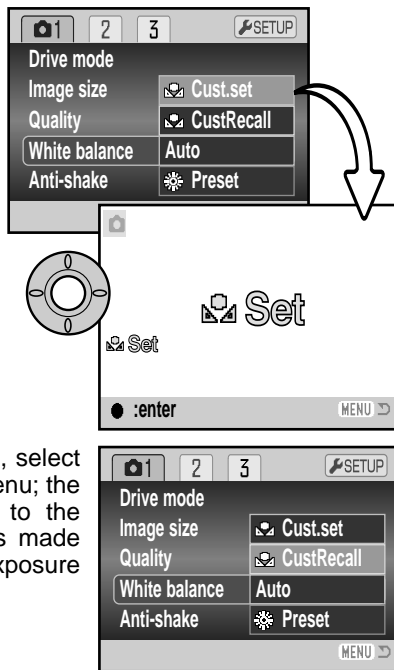 1 2 3 SETUP
Drive mode
Image size Cust.set
Quality CustRecall
White balance Auto
Anti-shake Preset
Set
Set
:enter MENU
, select
enu; the
to the
s made
xposure
1 2 3 SETUP
Drive mode
Image size Cust.set
Quality CustRecall
White balance Auto
Anti-shake Preset
MENU